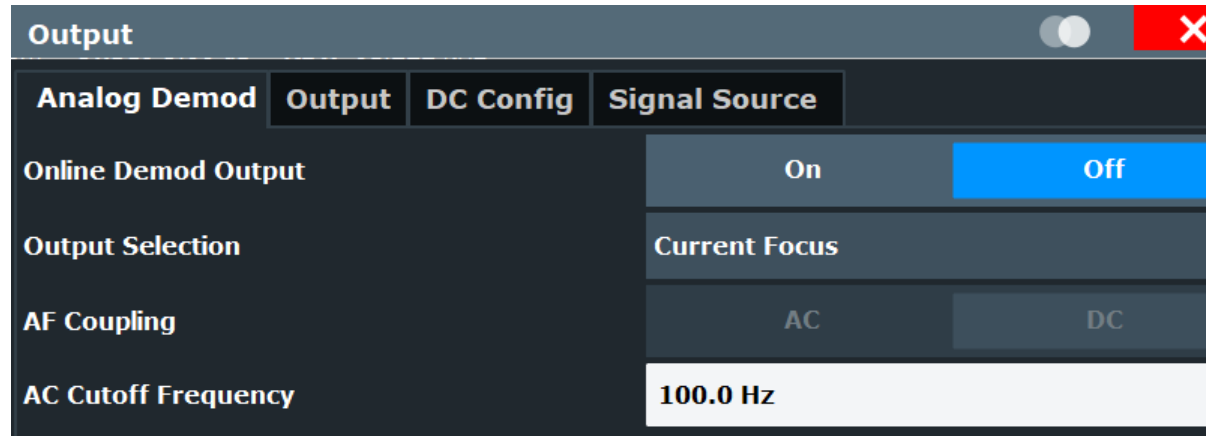 Output
Analog Demod Output DC Config Signal Source
Online Demod Output On Off
Output Selection Current Focus
AF Coupling AC DC
AC Cutoff Frequency 100.0 Hz